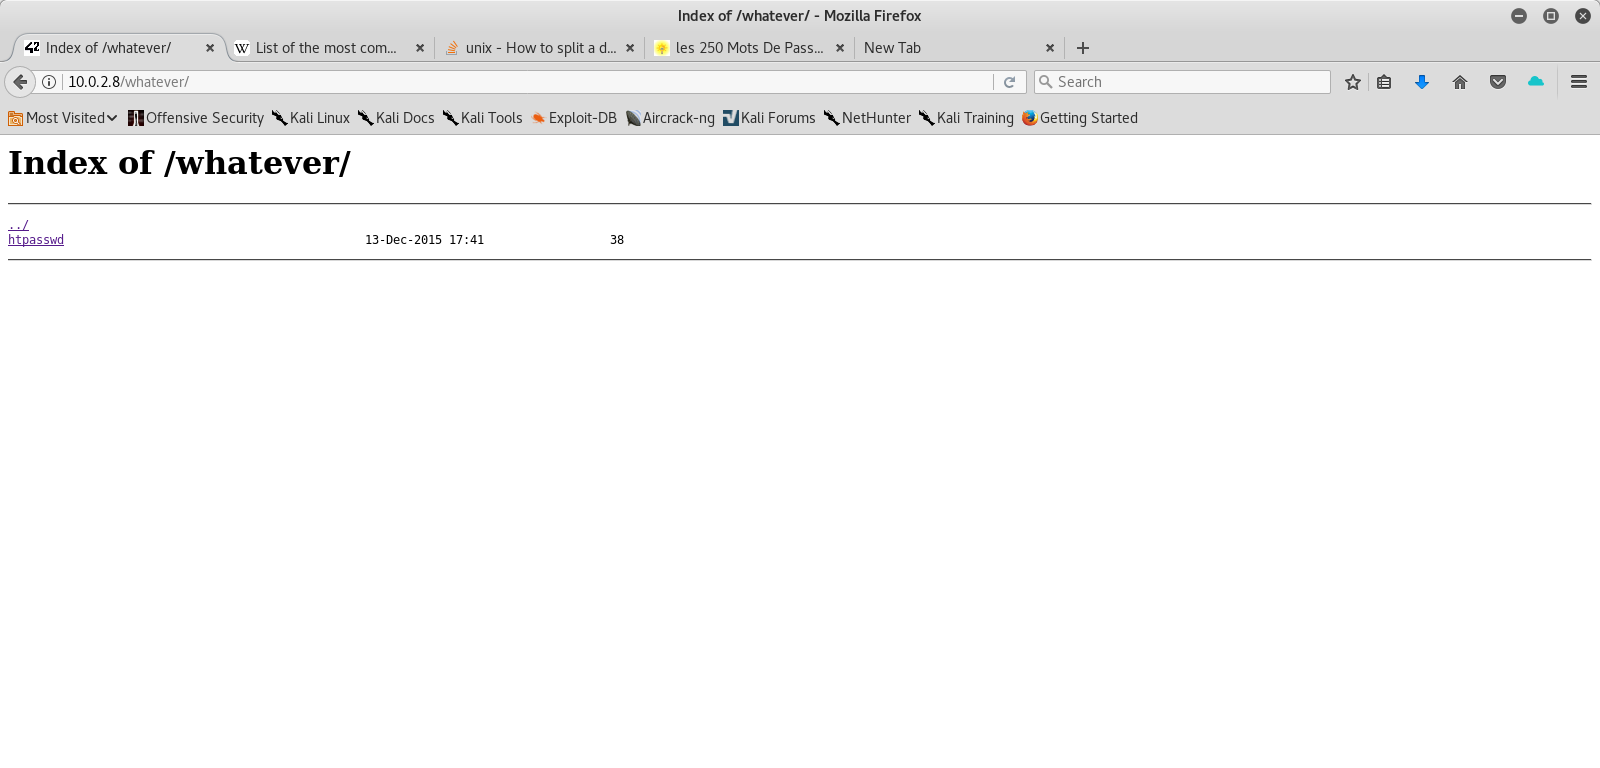 Index of /whatever/ - Mozilla Firefox
42 Index of /whatever/ W List of the most com... unix - How to split a d... les 250 Mots De Pass... New Tab
10.0.2.8/whatever/ Search
Most Visited Offensive Security Kali Linux Kali Docs Kali Tools Exploit-DB Aircrack-ng Kali Forums NetHunter Kali Training Getting Started
Index of /whatever/
../
htpasswd 13-Dec-2015 17:41 38